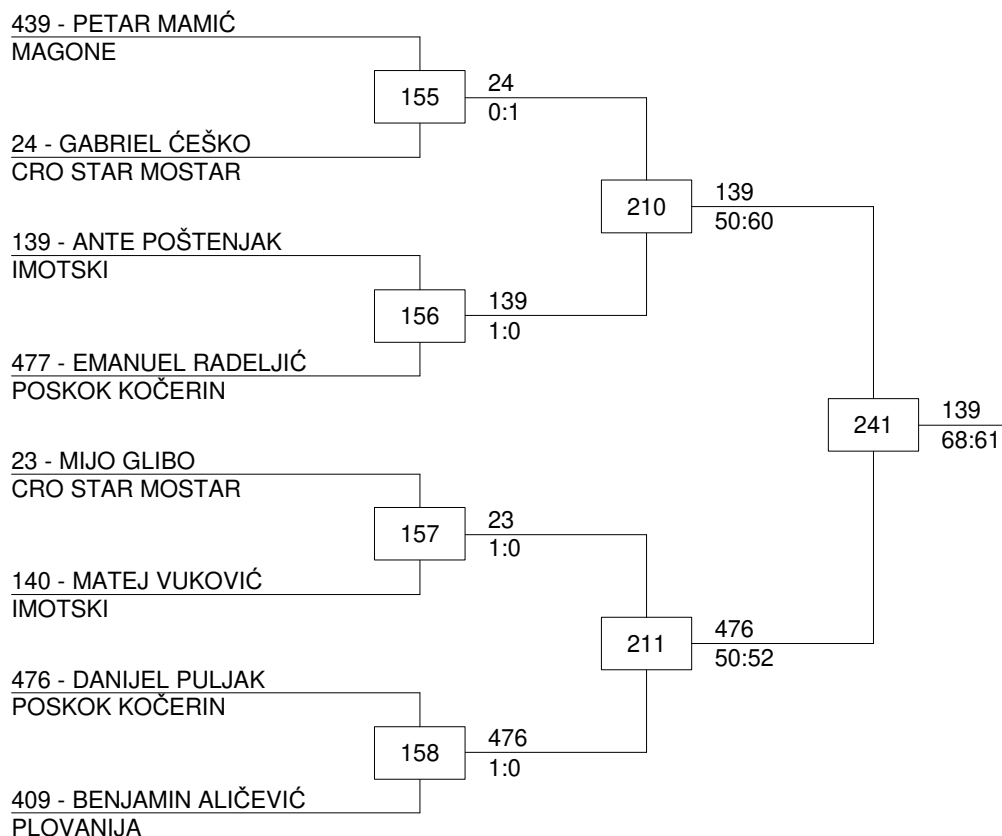 439 - PETAR MAMIĆ
MAGONE
155
24
0:1
24 - GABRIEL ĆEŠKO
CRO STAR MOSTAR
210
139
50:60
139 - ANTE POŠTENJAK
IMOTSKI
156
139
1:0
477 - EMANUEL RADELJIĆ
POSKOK KOČERIN
241
139
68:61
23 - MIJO GLIBO
CRO STAR MOSTAR
157
23
1:0
140 - MATEJ VUKOVIĆ
IMOTSKI
211
476
50:52
476 - DANIJEL PULJAK
POSKOK KOČERIN
158
476
1:0
409 - BENJAMIN ALIČEVIĆ
PLOVANIJA